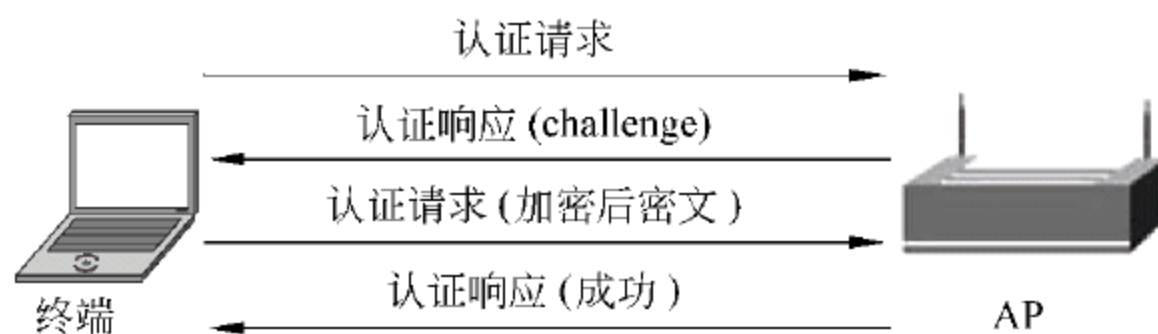 认证请求
认证响应 (challenge)
认证请求 (加密后密文)
认证响应 (成功)
终端
AP